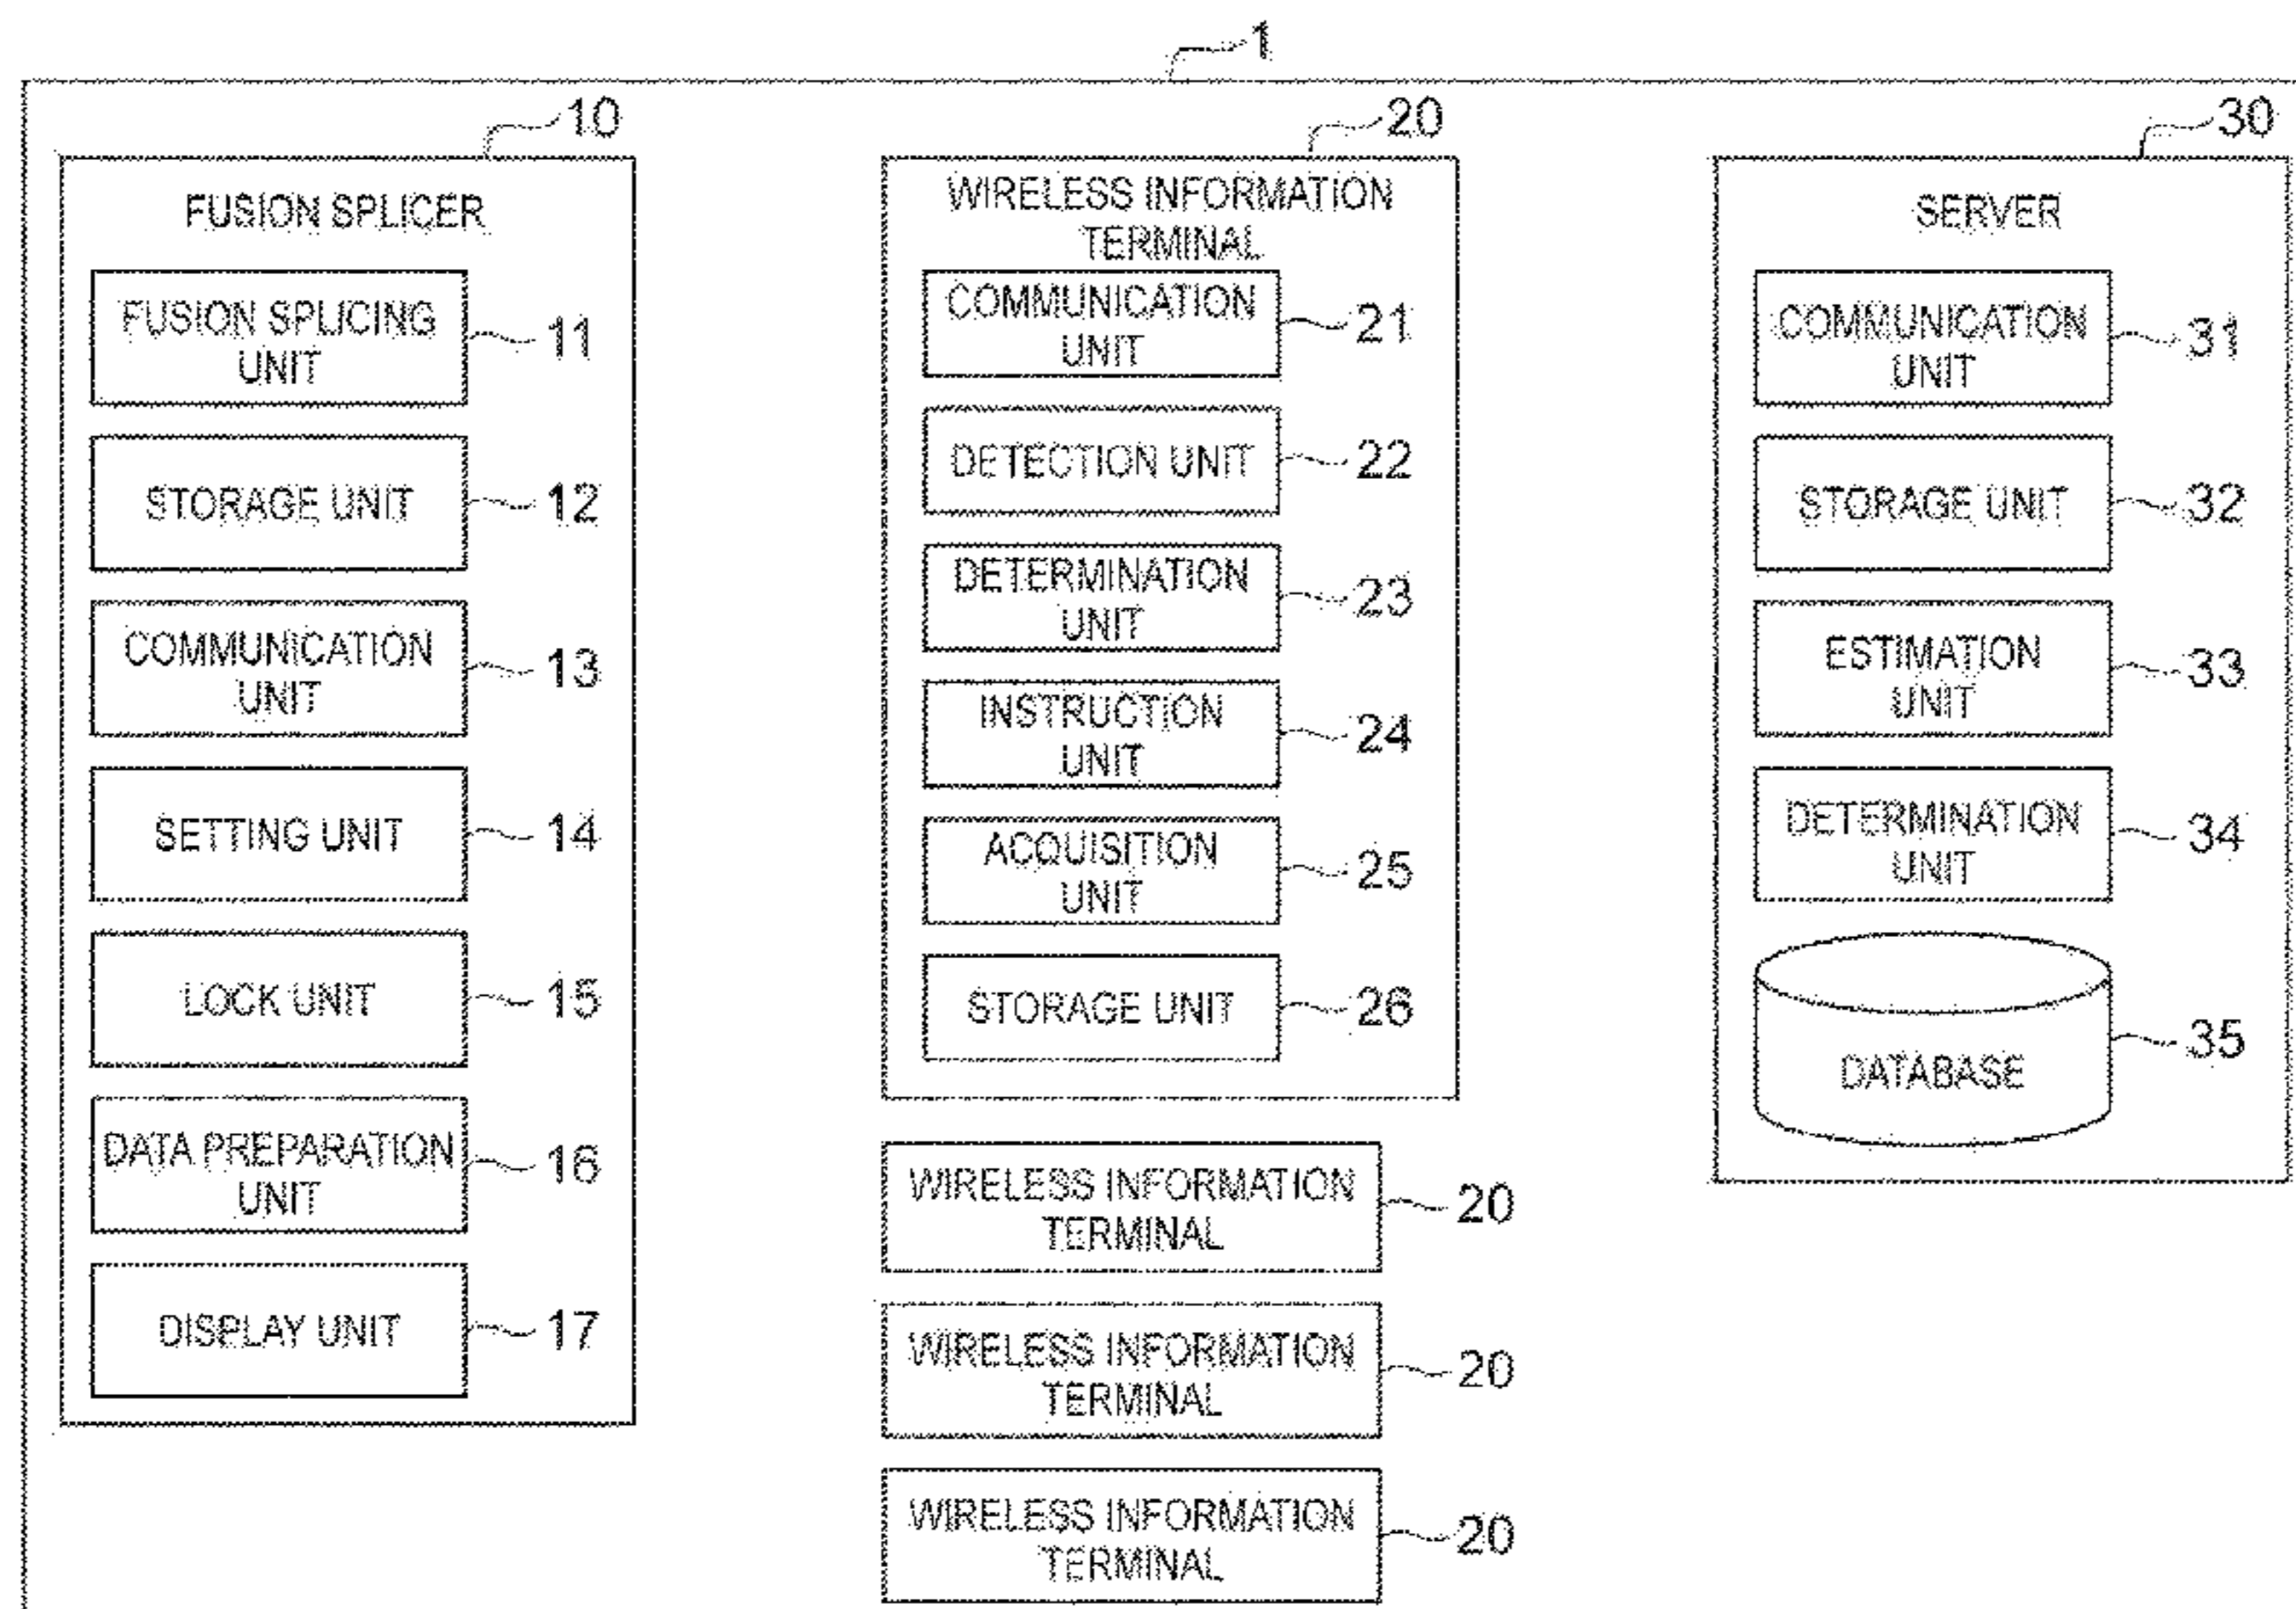 1
10
FUSION SPLICER
FUSION SPLICING
UNIT
11
STORAGE UNIT
12
COMMUNICATION
UNIT
13
SETTING UNIT
14
LOCK UNIT
15
DATA PREPARATION
UNIT
16
DISPLAY UNIT
17
20
WIRELESS INFORMATION
TERMINAL
COMMUNICATION
UNIT
21
DETECTION UNIT
22
DETERMINATION
UNIT
23
INSTRUCTION
UNIT
24
ACQUISITION
UNIT
25
STORAGE UNIT
26
WIRELESS INFORMATION
TERMINAL
20
WIRELESS INFORMATION
TERMINAL
20
WIRELESS INFORMATION
TERMINAL
20
30
SERVER
COMMUNICATION
UNIT
31
STORAGE UNIT
32
ESTIMATION
UNIT
33
DETERMINATION
UNIT
34
DATABASE
35